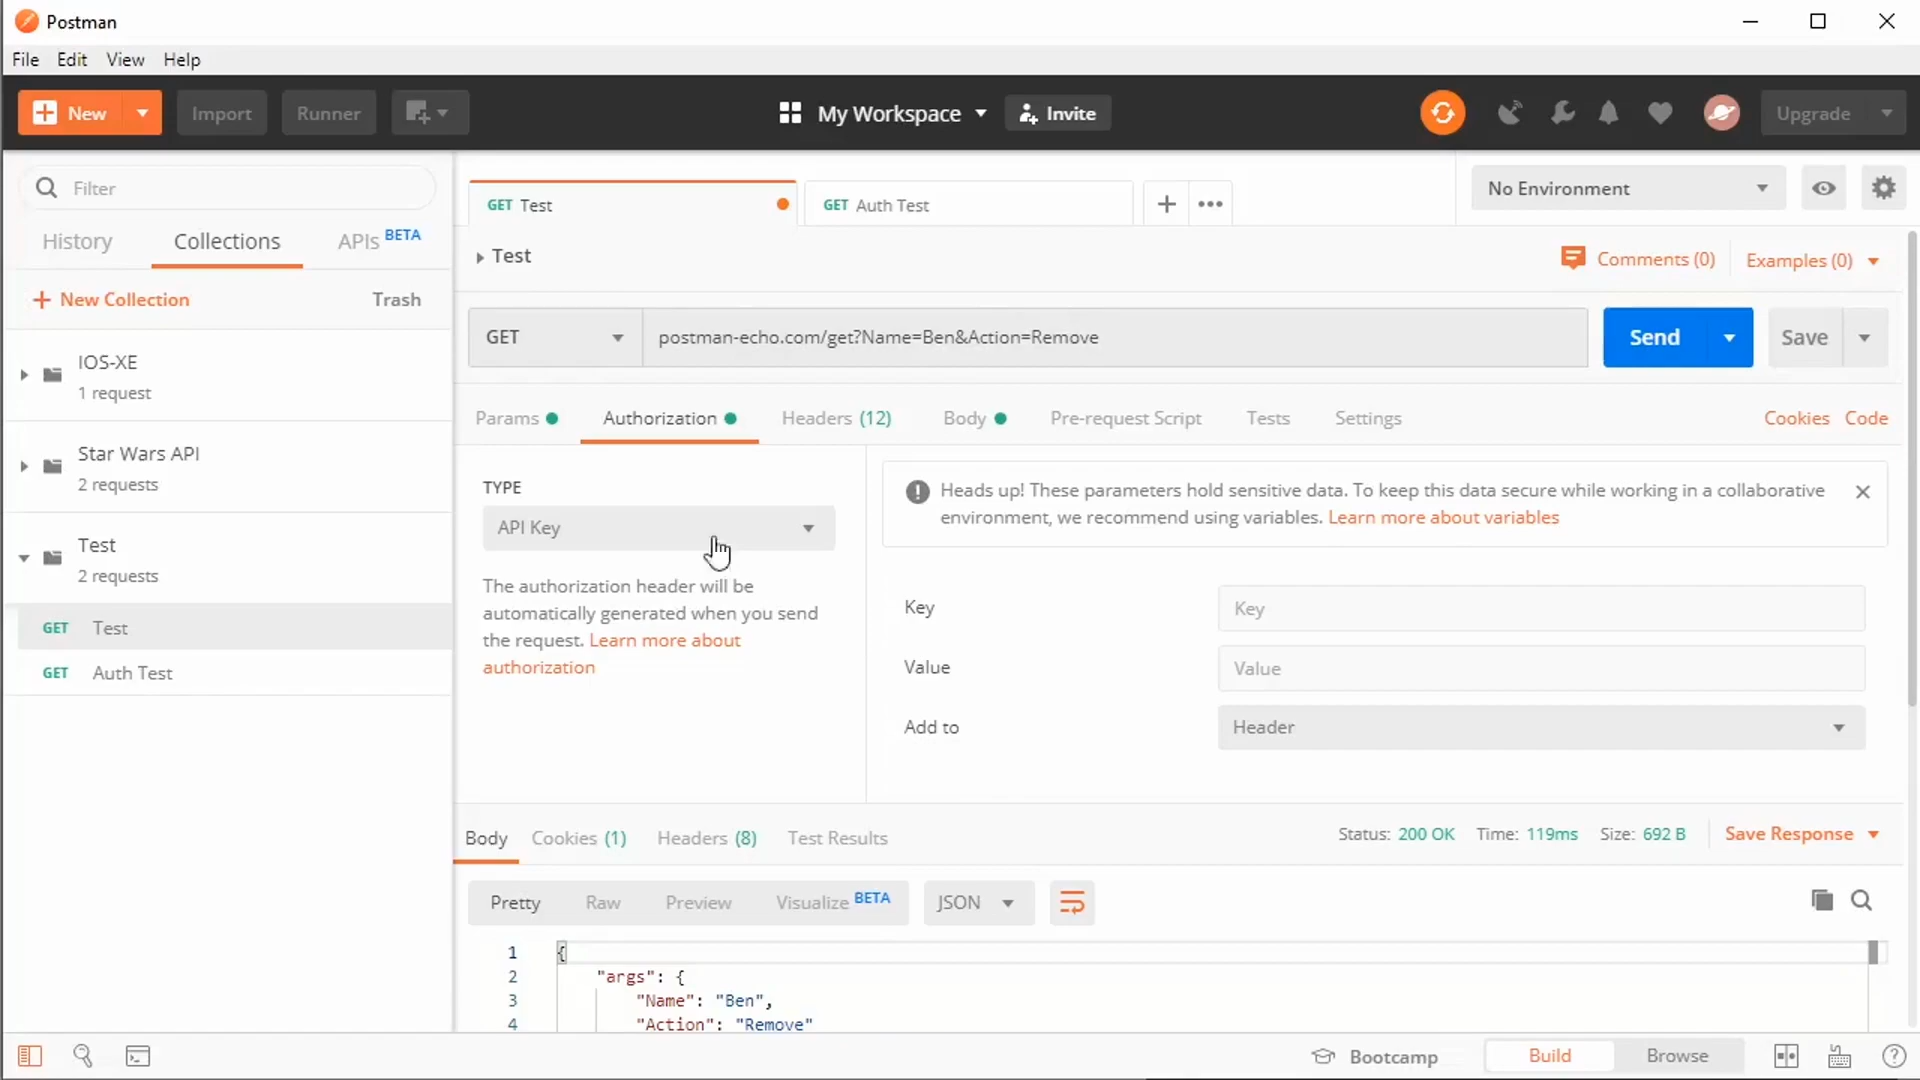 Postman
File Edit View Help
New Import Runner My Workspace Invite Upgrade
Filter
History Collections APIs BETA
New Collection Trash
IOS-XE
1 request
Star Wars API
2 requests
Test
2 requests
GET Test
GET Auth Test
GET Test GET Auth Test ••• No Environment
Test Comments (0) Examples (0)
GET postman-echo.com/get?Name=Ben&Action=Remove Send Save
Params Authorization Headers (12) Body Pre-request Script Tests Settings Cookies Code
TYPE
API Key
The authorization header will be
automatically generated when you send
the request. Learn more about
authorization
Heads up! These parameters hold sensitive data. To keep this data secure while working in a collaborative
environment, we recommend using variables. Learn more about variables
Key Key
Value Value
Add to Header
Body Cookies (1) Headers (8) Test Results Status: 200 OK Time: 119ms Size: 692 B Save Response
Pretty Raw Preview Visualize BETA JSON
1 {
2 "args": {
3 "Name": "Ben",
4 "Action": "Remove"
Bootcamp Build Browse